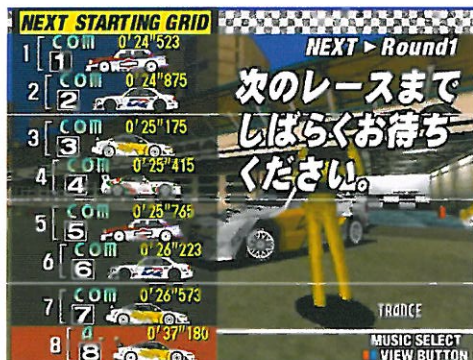 NEXT STARTING GRID
1 COM 0'24"523
1
2 COM 0'24"875
2
3 COM 0'25"175
3
4 COM 0'25"415
4
5 COM 0'25"765
5
6 COM 0'26"223
6
7 COM 0'26"573
7
8 A 0'37"180
8
NEXT ▶ Round1
次のレースまで
しばらくお待ち
ください。
TRANCE
MUSIC SELECT
VIEW BUTTON